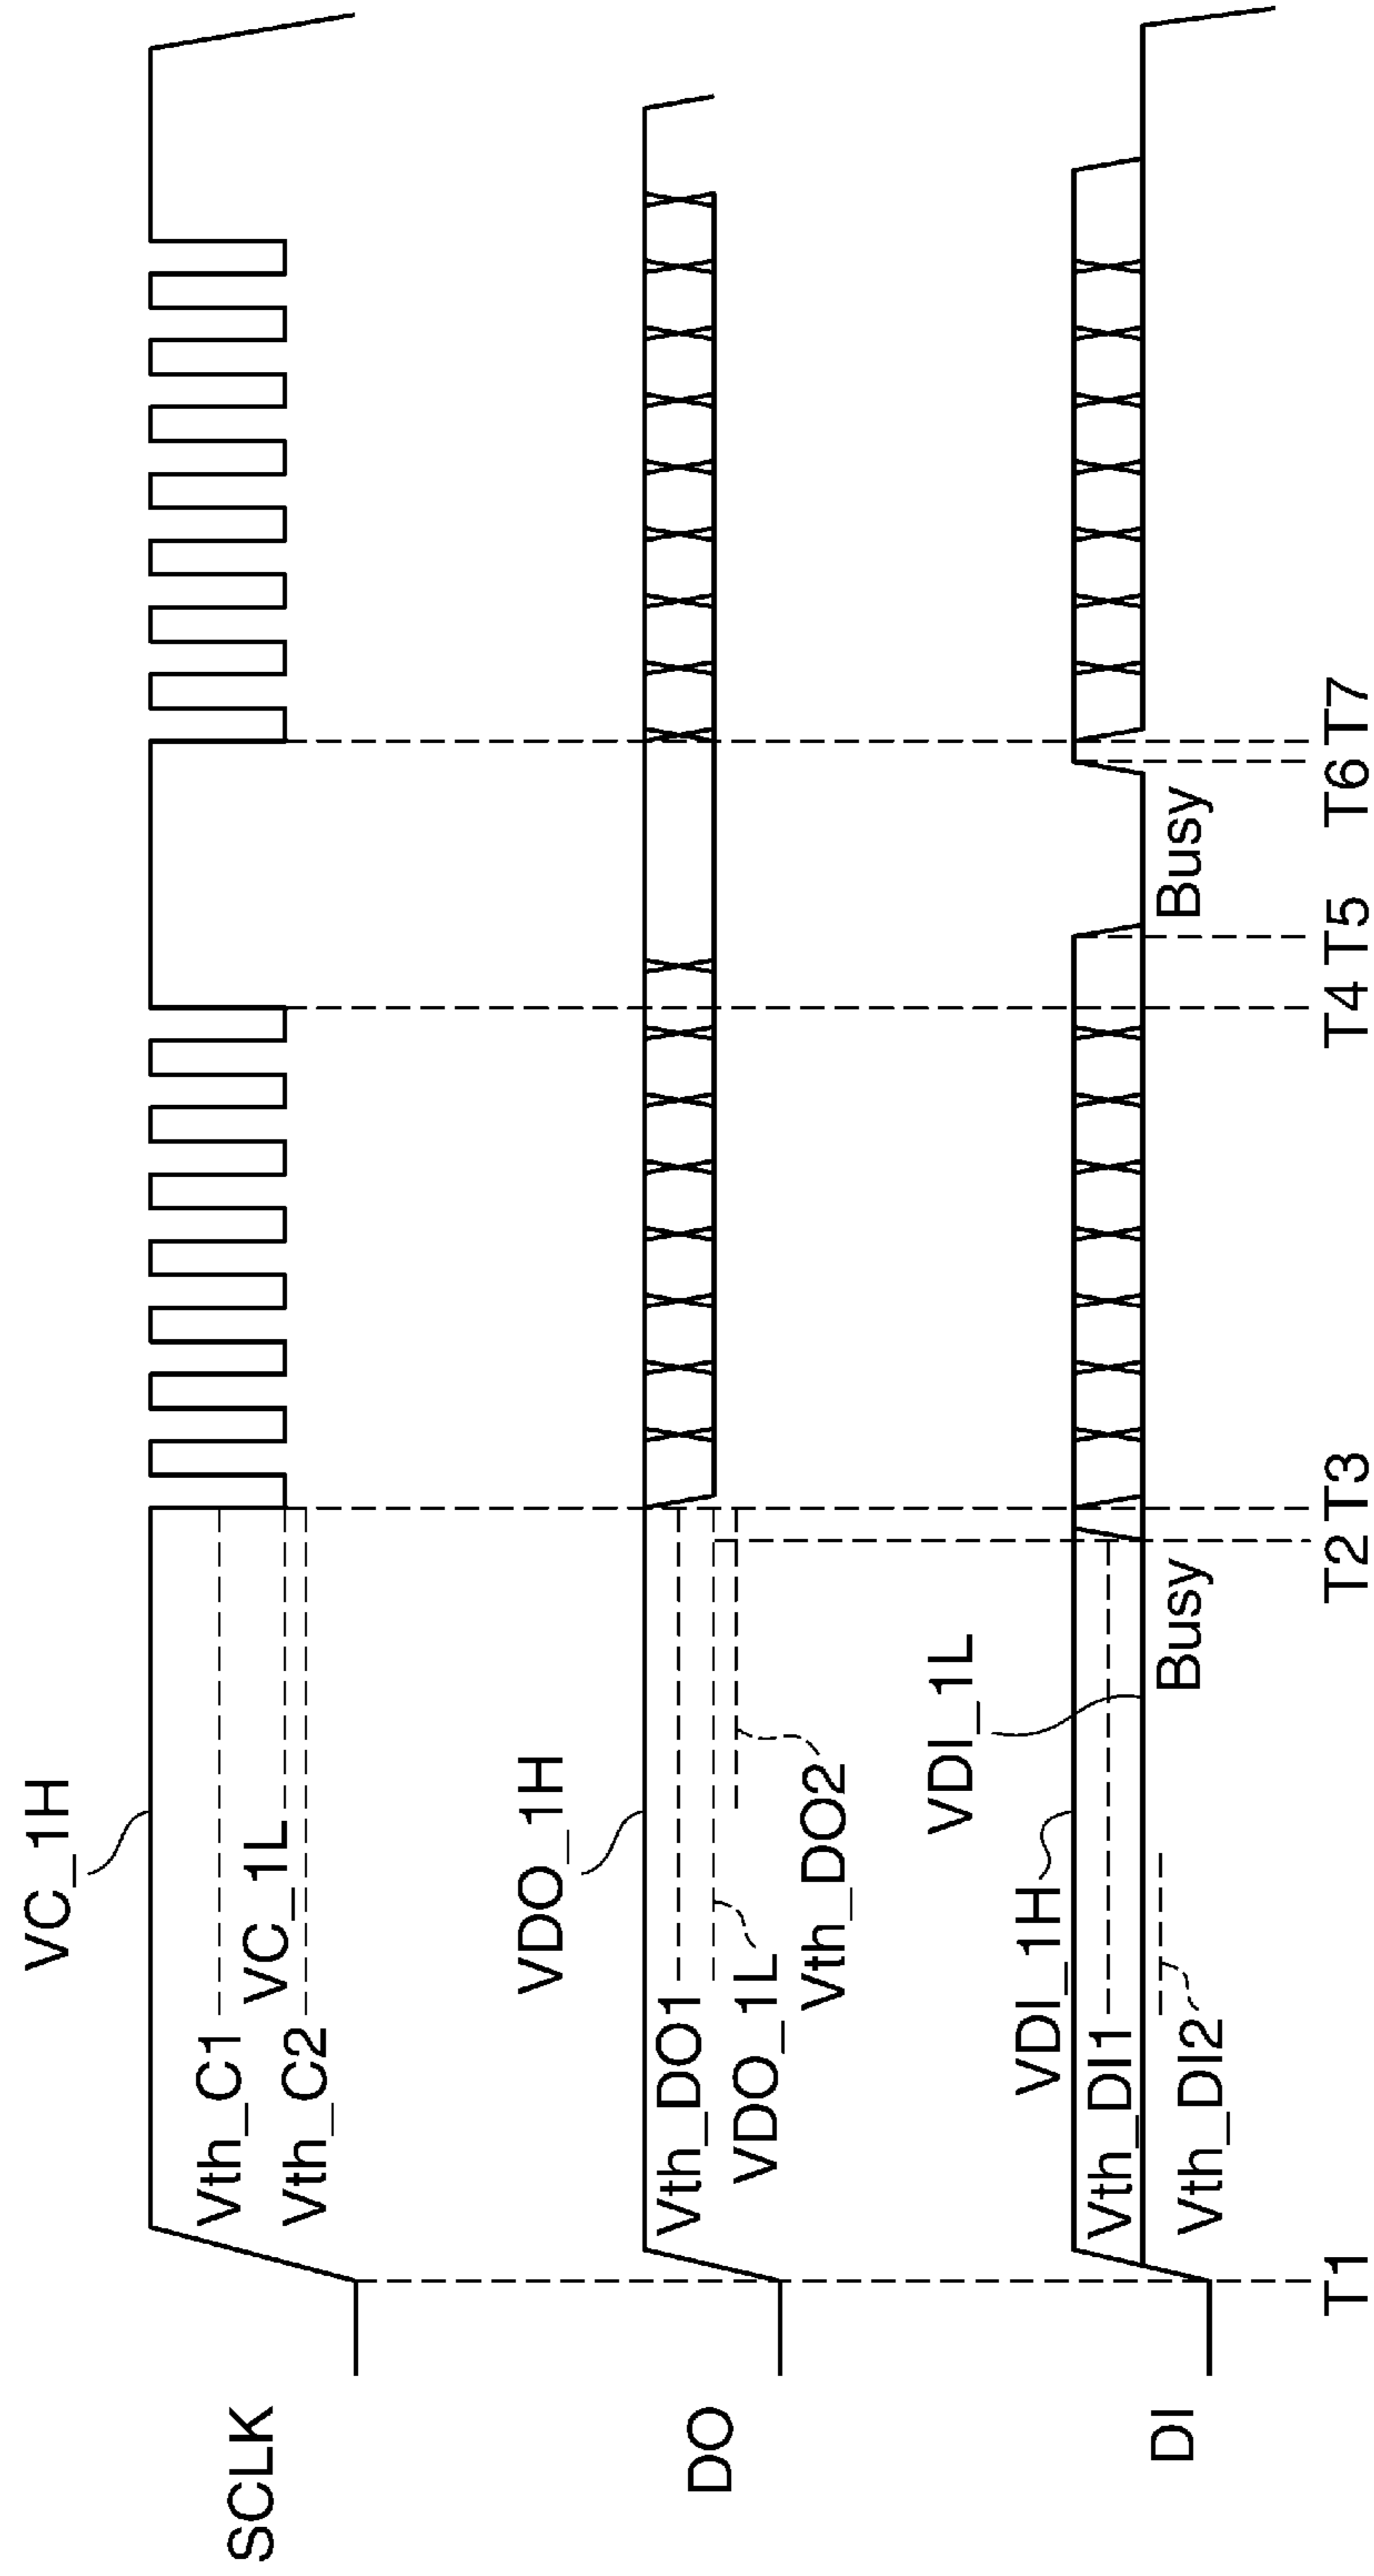 SCLK
VC_1H
Vth_C1
VC_1L
Vth_C2
DO
VDO_1H
Vth_DO1
VDO_1L
Vth_DO2
DI
VDI_1H
VDI_1L
Vth_DI1
Vth_DI2
Busy
Busy
T1
T2
T3
T4
T5
T6
T7